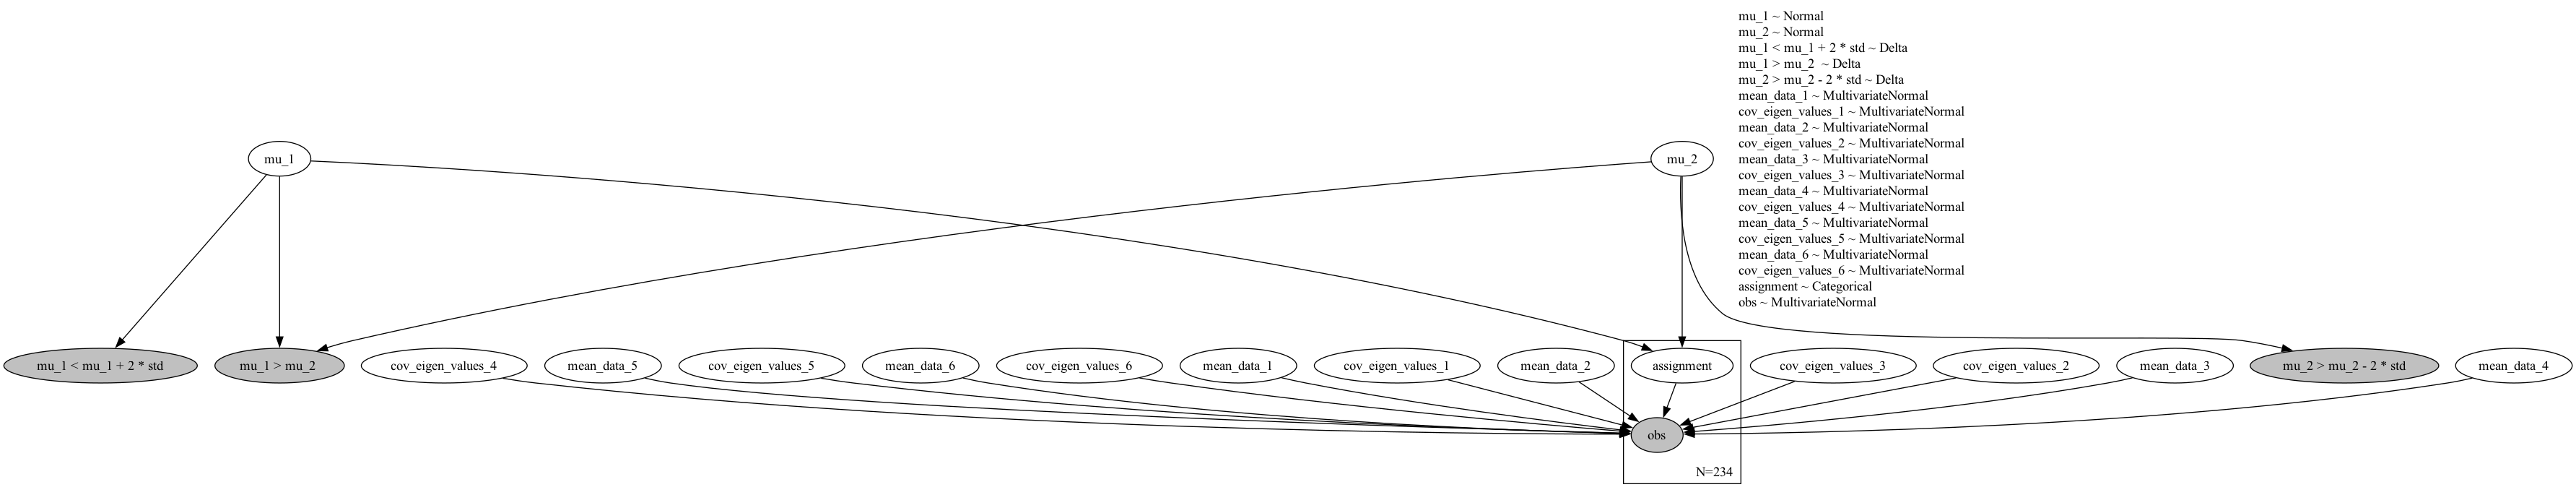 mu_1 ~ Normal
mu_2 ~ Normal
mu_1 < mu_1 + 2 * std ~ Delta
mu_1 > mu_2  ~ Delta
mu_2 > mu_2 - 2 * std ~ Delta
mean_data_1 ~ MultivariateNormal
cov_eigen_values_1 ~ MultivariateNormal
mean_data_2 ~ MultivariateNormal
cov_eigen_values_2 ~ MultivariateNormal
mean_data_3 ~ MultivariateNormal
cov_eigen_values_3 ~ MultivariateNormal
mean_data_4 ~ MultivariateNormal
cov_eigen_values_4 ~ MultivariateNormal
mean_data_5 ~ MultivariateNormal
cov_eigen_values_5 ~ MultivariateNormal
mean_data_6 ~ MultivariateNormal
cov_eigen_values_6 ~ MultivariateNormal
assignment ~ Categorical
obs ~ MultivariateNormal
mu_1
mu_2
mu_1 < mu_1 + 2 * std
mu_1 > mu_2
cov_eigen_values_4
mean_data_5
cov_eigen_values_5
mean_data_6
cov_eigen_values_6
mean_data_1
cov_eigen_values_1
mean_data_2
assignment
cov_eigen_values_3
cov_eigen_values_2
mean_data_3
mu_2 > mu_2 - 2 * std
mean_data_4
obs
N=234